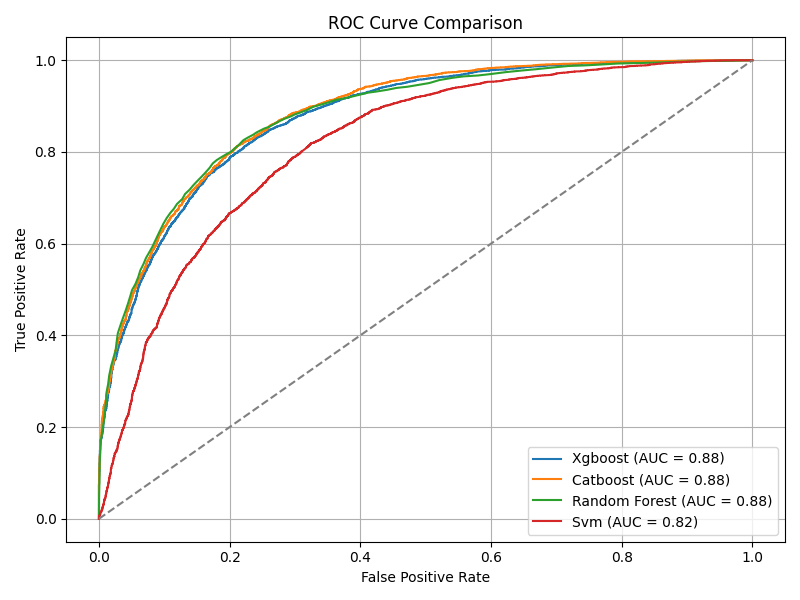 ROC Curve Comparison
1.0
0.8
0.6
0.4
0.2
0.0
True Positive Rate
Xgboost (AUC = 0.88)
Catboost (AUC = 0.88)
Random Forest (AUC = 0.88)
Svm (AUC = 0.82)
0.0 0.2 0.4 0.6 0.8 1.0
False Positive Rate